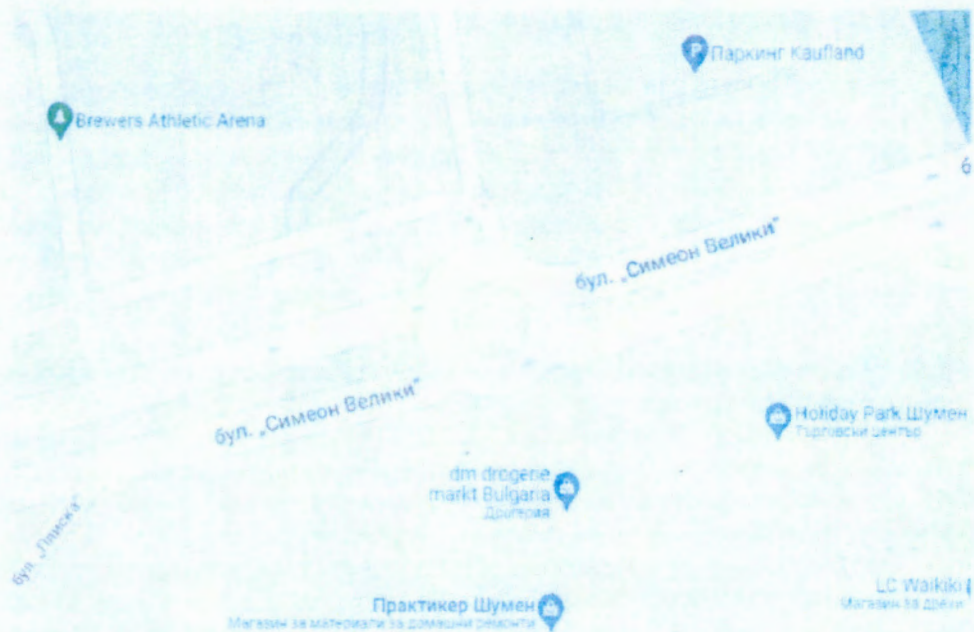 Паркинг Kaufland
Brewers Athletic Arena
б
бул. „Симеон Велики“
бул. „Симеон Велики“
Holiday Park Шумен
Търговски център
dm drogerie
markt Bulgaria
Дрогерия
бул. „Плиска“
LC Waikiki
Магазин за дрехи
Практикер Шумен
Магазин за материали за домашни ремонти